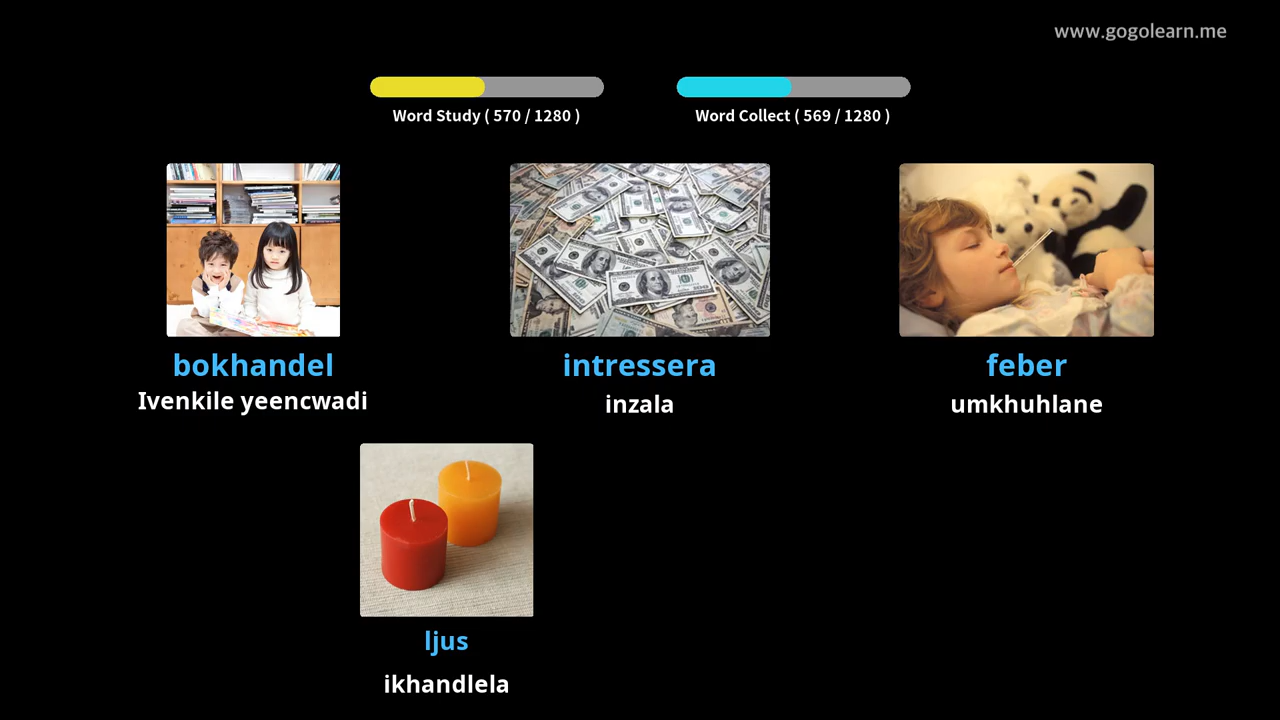 www.gogolearn.me
Word Study ( 570 / 1280 )
Word Collect ( 569 / 1280 )
bokhandel
intressera
feber
Ivenkile yeencwadi
inzala
umkhuhlane
ljus
ikhandlela